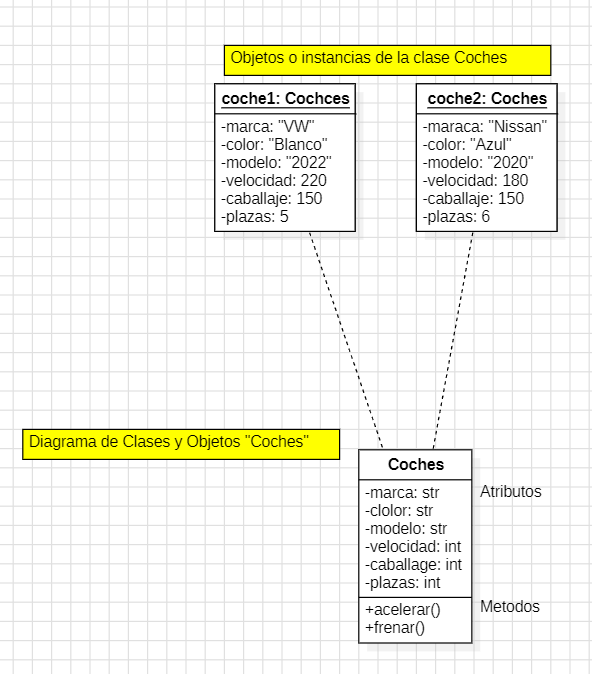 Objetos o instancias de la clase Coches
coche1: Cochces
-marca: "VW"
-color: "Blanco"
-modelo: "2022"
-velocidad: 220
-caballaje: 150
-plazas: 5
coche2: Coches
-maraca: "Nissan"
-color: "Azul"
-modelo: "2020"
-velocidad: 180
-caballaje: 150
-plazas: 6
Diagrama de Clases y Objetos "Coches"
Coches
-marca: str
-clolor: str
-modelo: str
-velocidad: int
-caballage: int
-plazas: int
Atributos
+acelerar()
+frenar()
Metodos